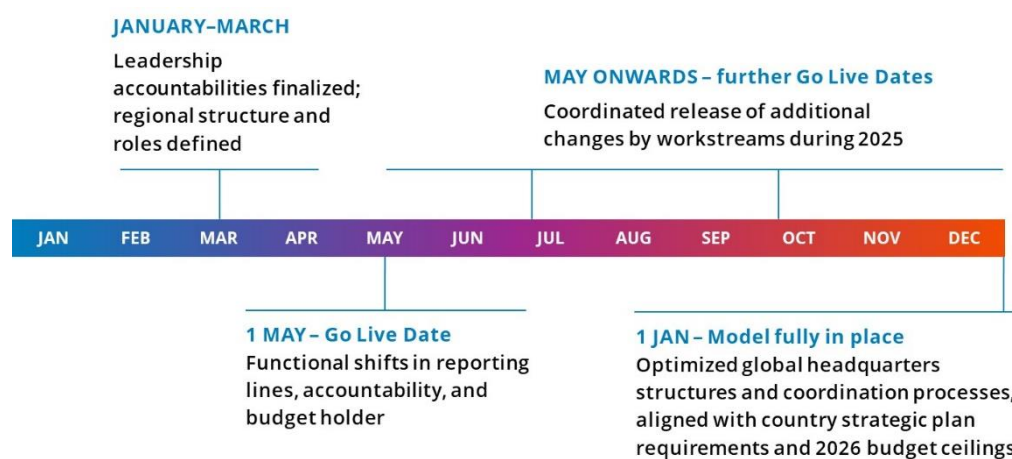 JANUARY–MARCH
Leadership
accountabilities finalized;
regional structure and
roles defined
MAY ONWARDS – further Go Live Dates
Coordinated release of additional
changes by workstreams during 2025
JAN FEB MAR APR MAY JUN JUL AUG SEP OCT NOV DEC
1 MAY – Go Live Date
Functional shifts in reporting
lines, accountability, and
budget holder
1 JAN – Model fully in place
Optimized global headquarters
structures and coordination processes,
aligned with country strategic plan
requirements and 2026 budget ceilings